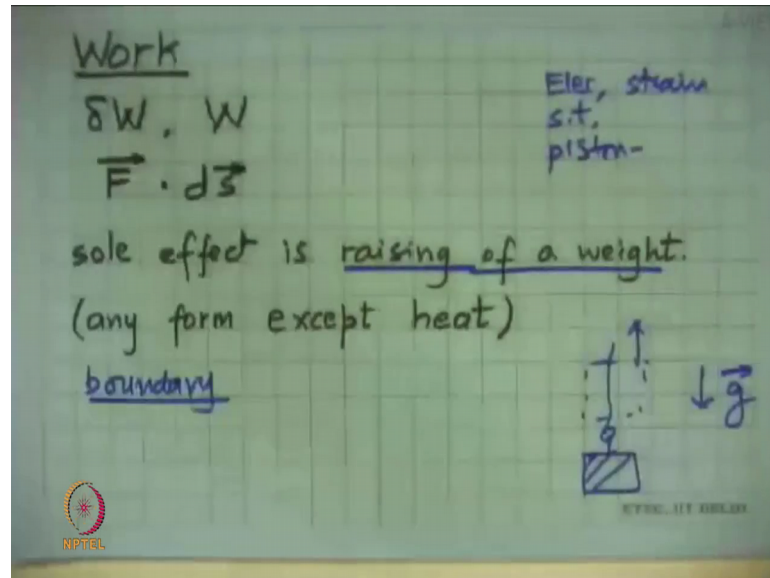 Work
δW, W
F⃗ · ds⃗
sole effect is raising of a weight.
(any form except heat)
boundary
Elec, strain
s.t.
piston-
g⃗
NPTEL